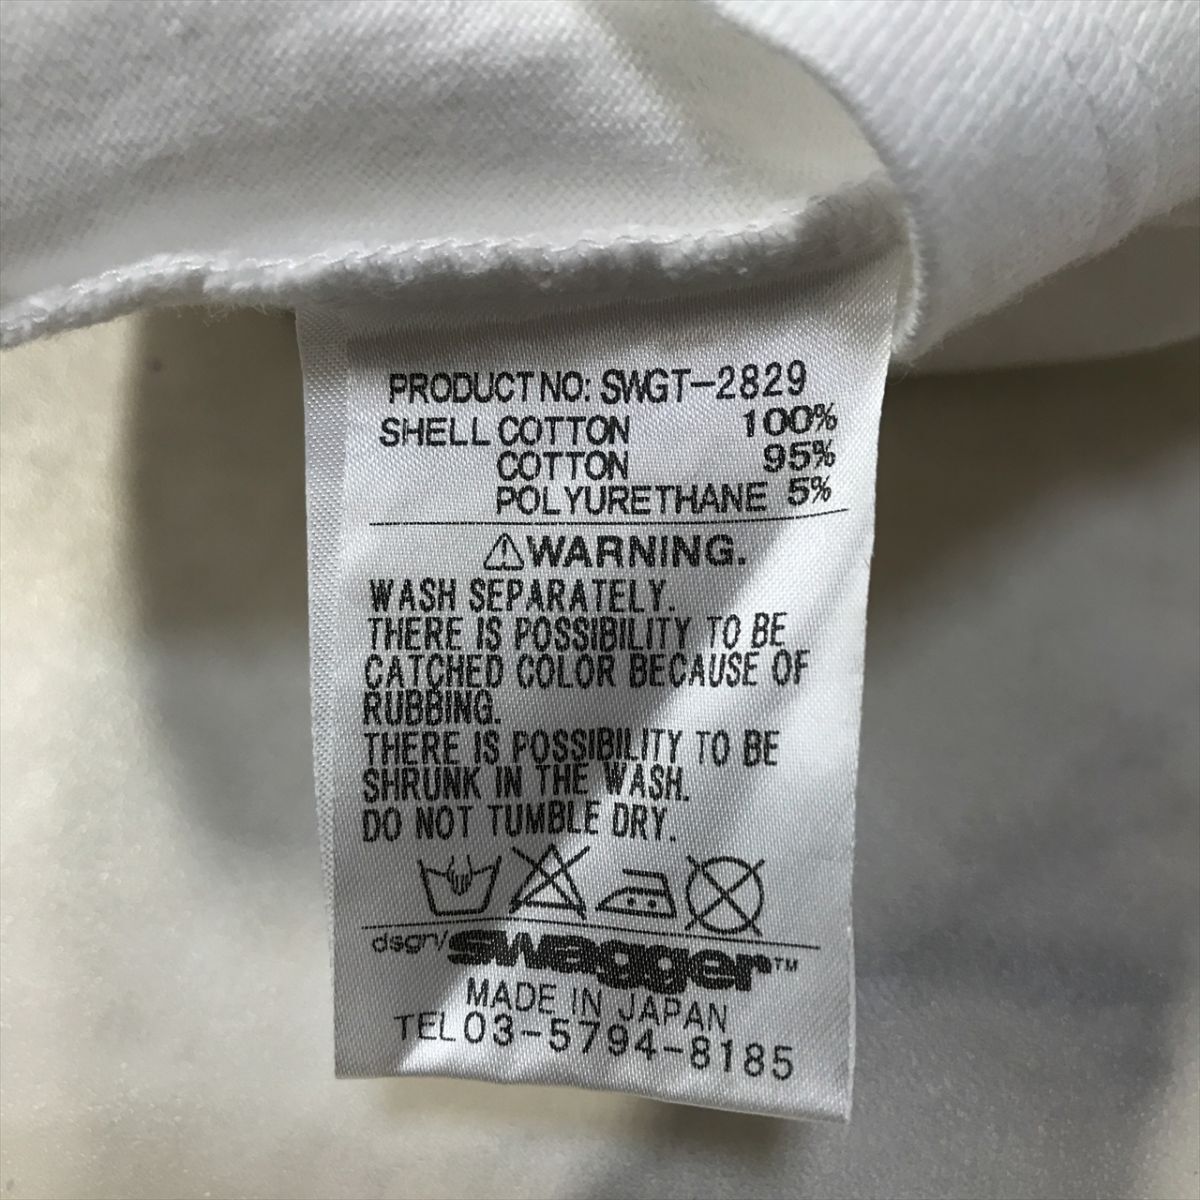 PRODUCT NO: SWGT-2829
SHELL COTTON 100%
COTTON 95%
POLYURETHANE 5%
⚠WARNING.
WASH SEPARATELY.
THERE IS POSSIBILITY TO BE
CATCHED COLOR BECAUSE OF
RUBBING.
THERE IS POSSIBILITY TO BE
SHRUNK IN THE WASH.
DO NOT TUMBLE DRY.
dsgn/swagger™
MADE IN JAPAN
TEL 03-5794-8185